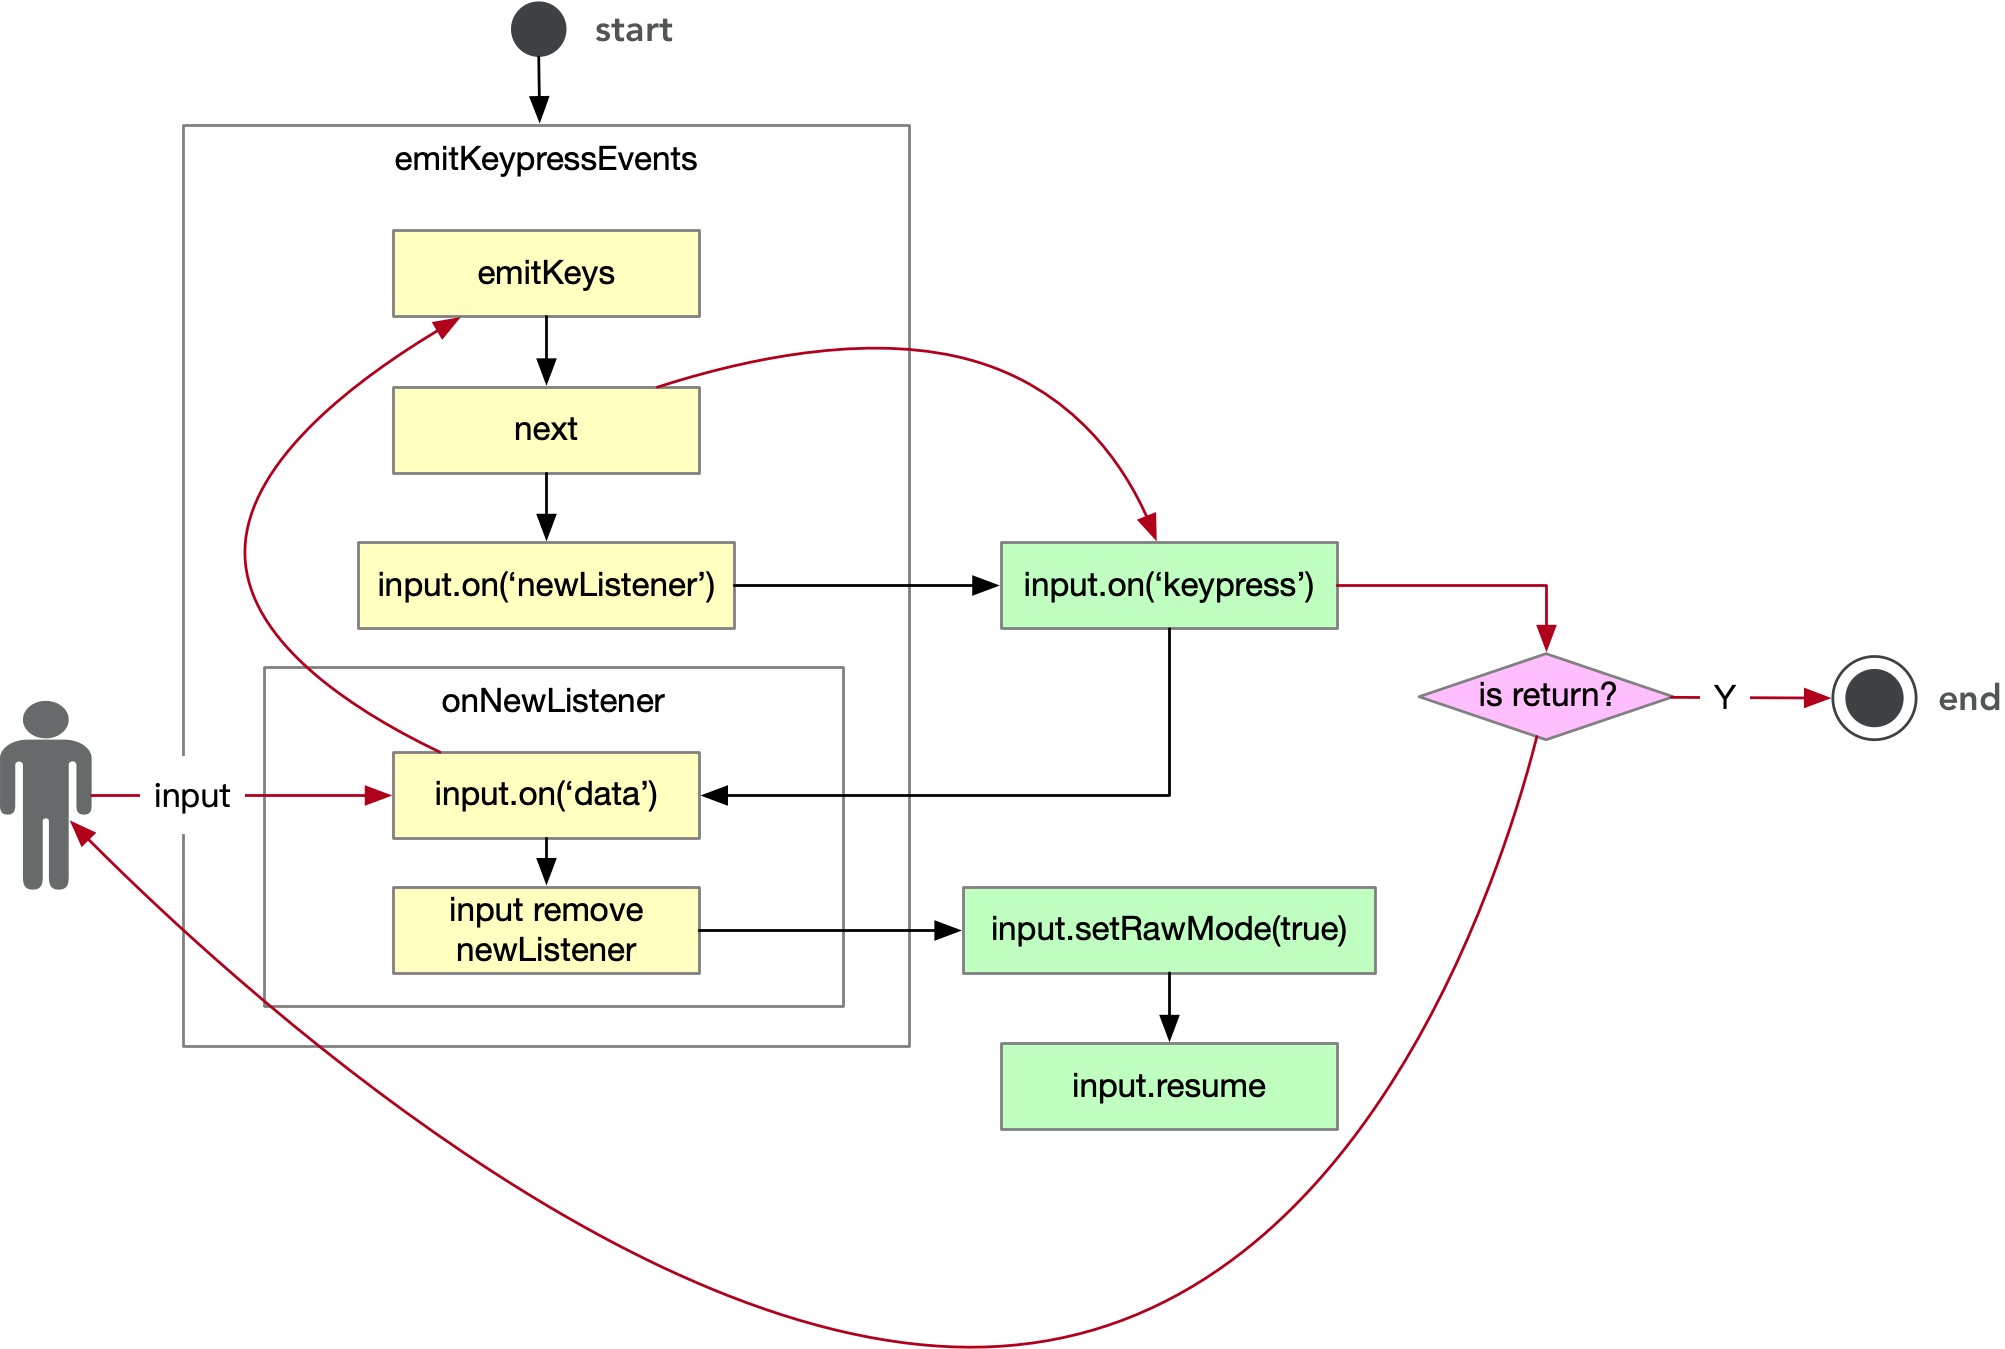 start
emitKeypressEvents
emitKeys
next
input.on(‘newListener’)
input.on(‘keypress’)
onNewListener
is return?
Y
end
input
input.on(‘data’)
input remove
newListener
input.setRawMode(true)
input.resume